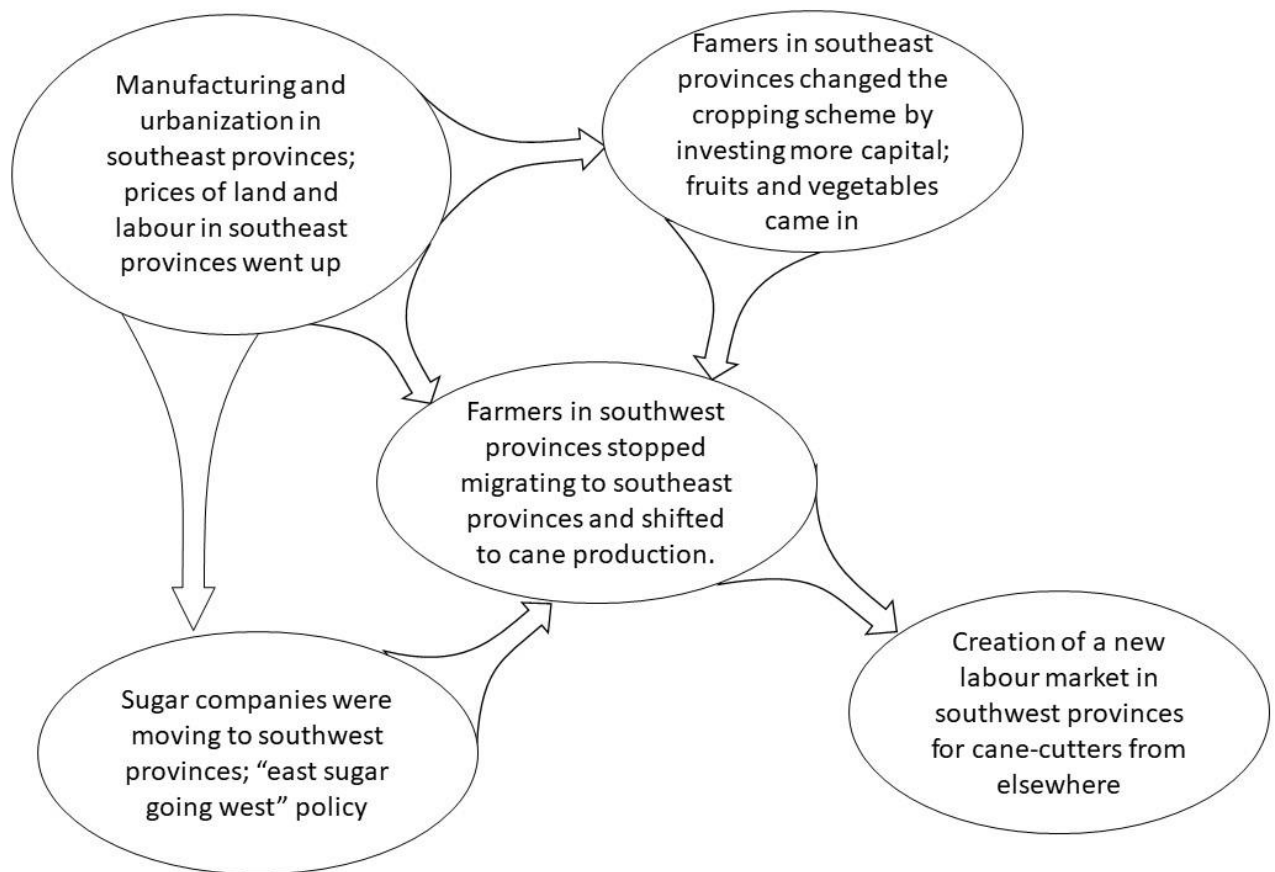 Manufacturing and
urbanization in
southeast provinces;
prices of land and
labour in southeast
provinces went up
Famers in southeast
provinces changed the
cropping scheme by
investing more capital;
fruits and vegetables
came in
Farmers in southwest
provinces stopped
migrating to southeast
provinces and shifted
to cane production.
Sugar companies were
moving to southwest
provinces; “east sugar
going west” policy
Creation of a new
labour market in
southwest provinces
for cane-cutters from
elsewhere